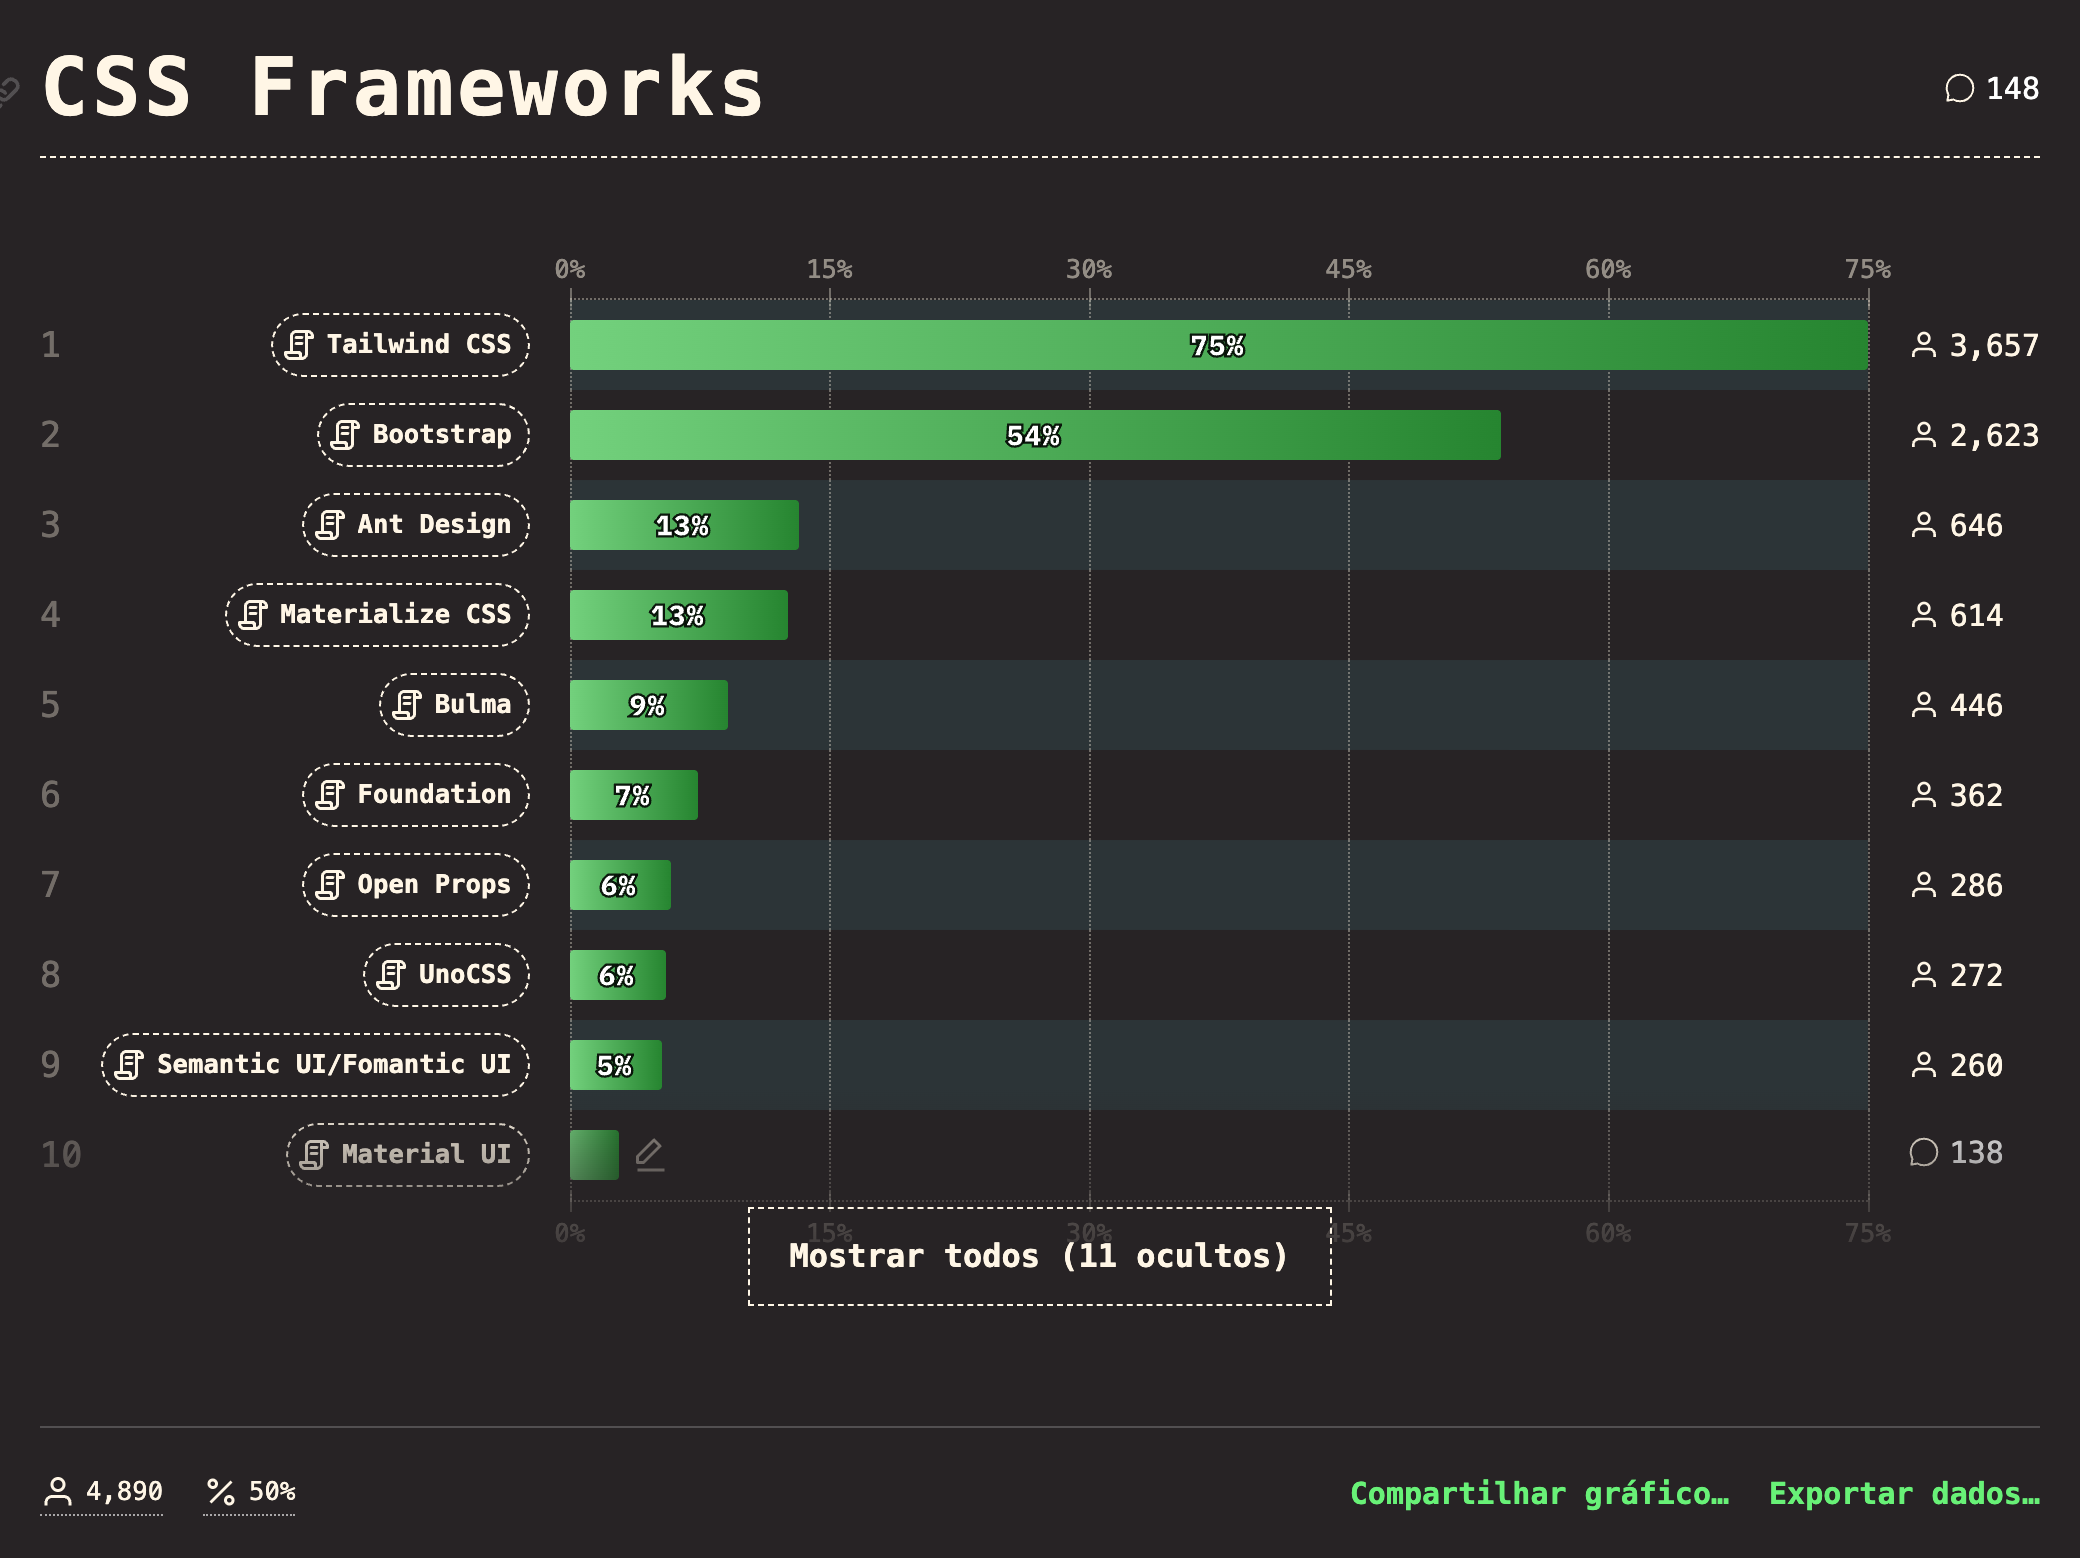 CSS Frameworks
148
0% 15% 30% 45% 60% 75%
1 Tailwind CSS 75% 3,657
2 Bootstrap 54% 2,623
3 Ant Design 13% 646
4 Materialize CSS 13% 614
5 Bulma 9% 446
6 Foundation 7% 362
7 Open Props 6% 286
8 UnoCSS 6% 272
9 Semantic UI/Fomantic UI 5% 260
10 Material UI 138
0% 15% 30% 45% 60% 75%
Mostrar todos (11 ocultos)
4,890 % 50% Compartilhar gráfico… Exportar dados…